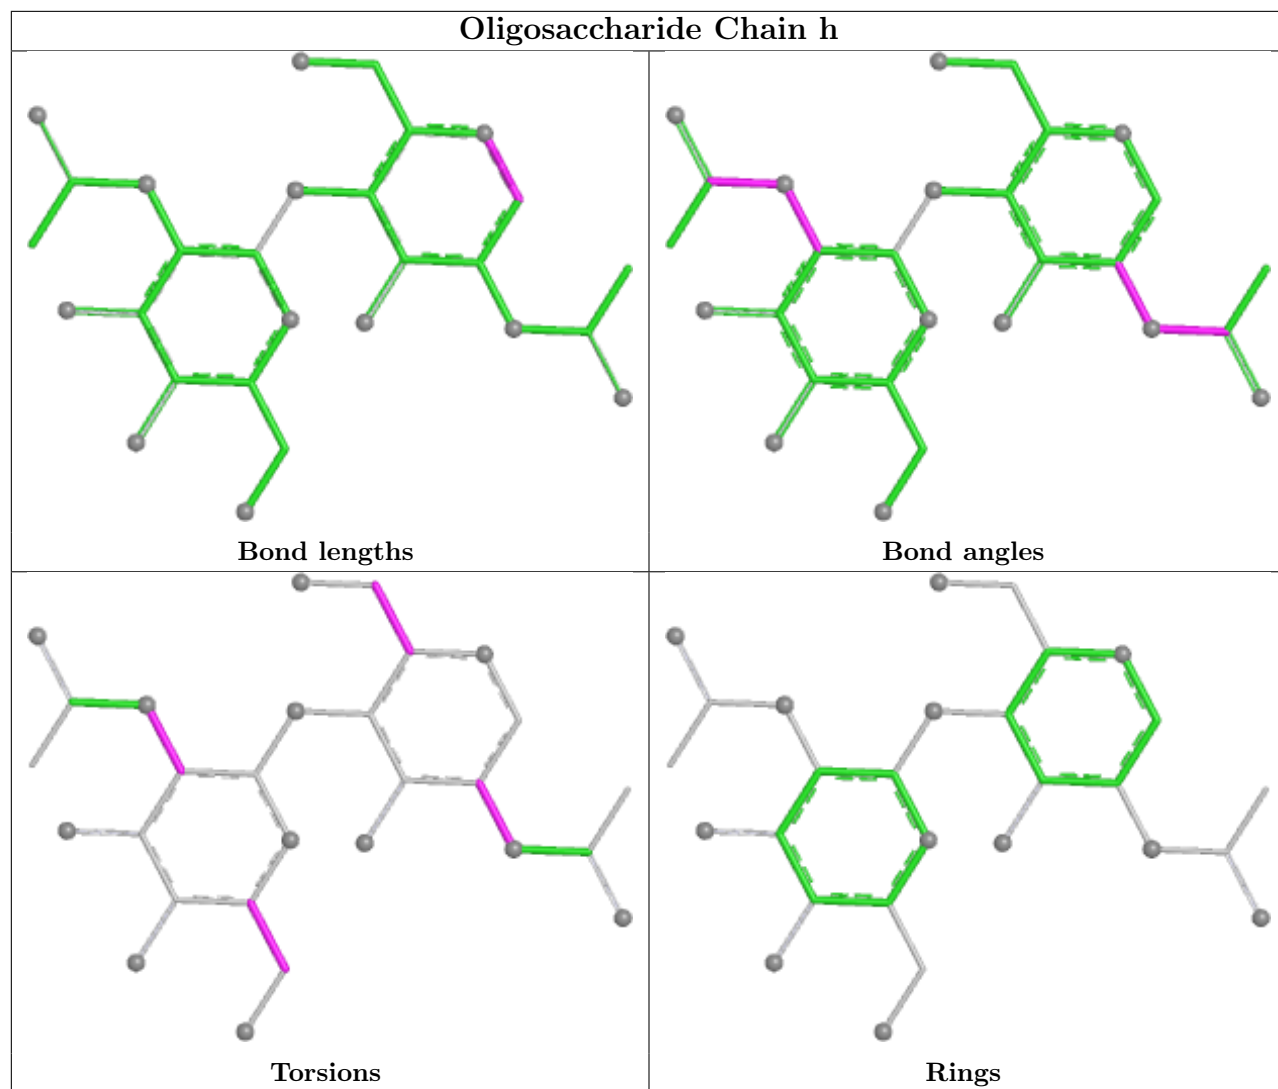 Oligosaccharide Chain h
Bond lengths
Bond angles
Torsions
Rings